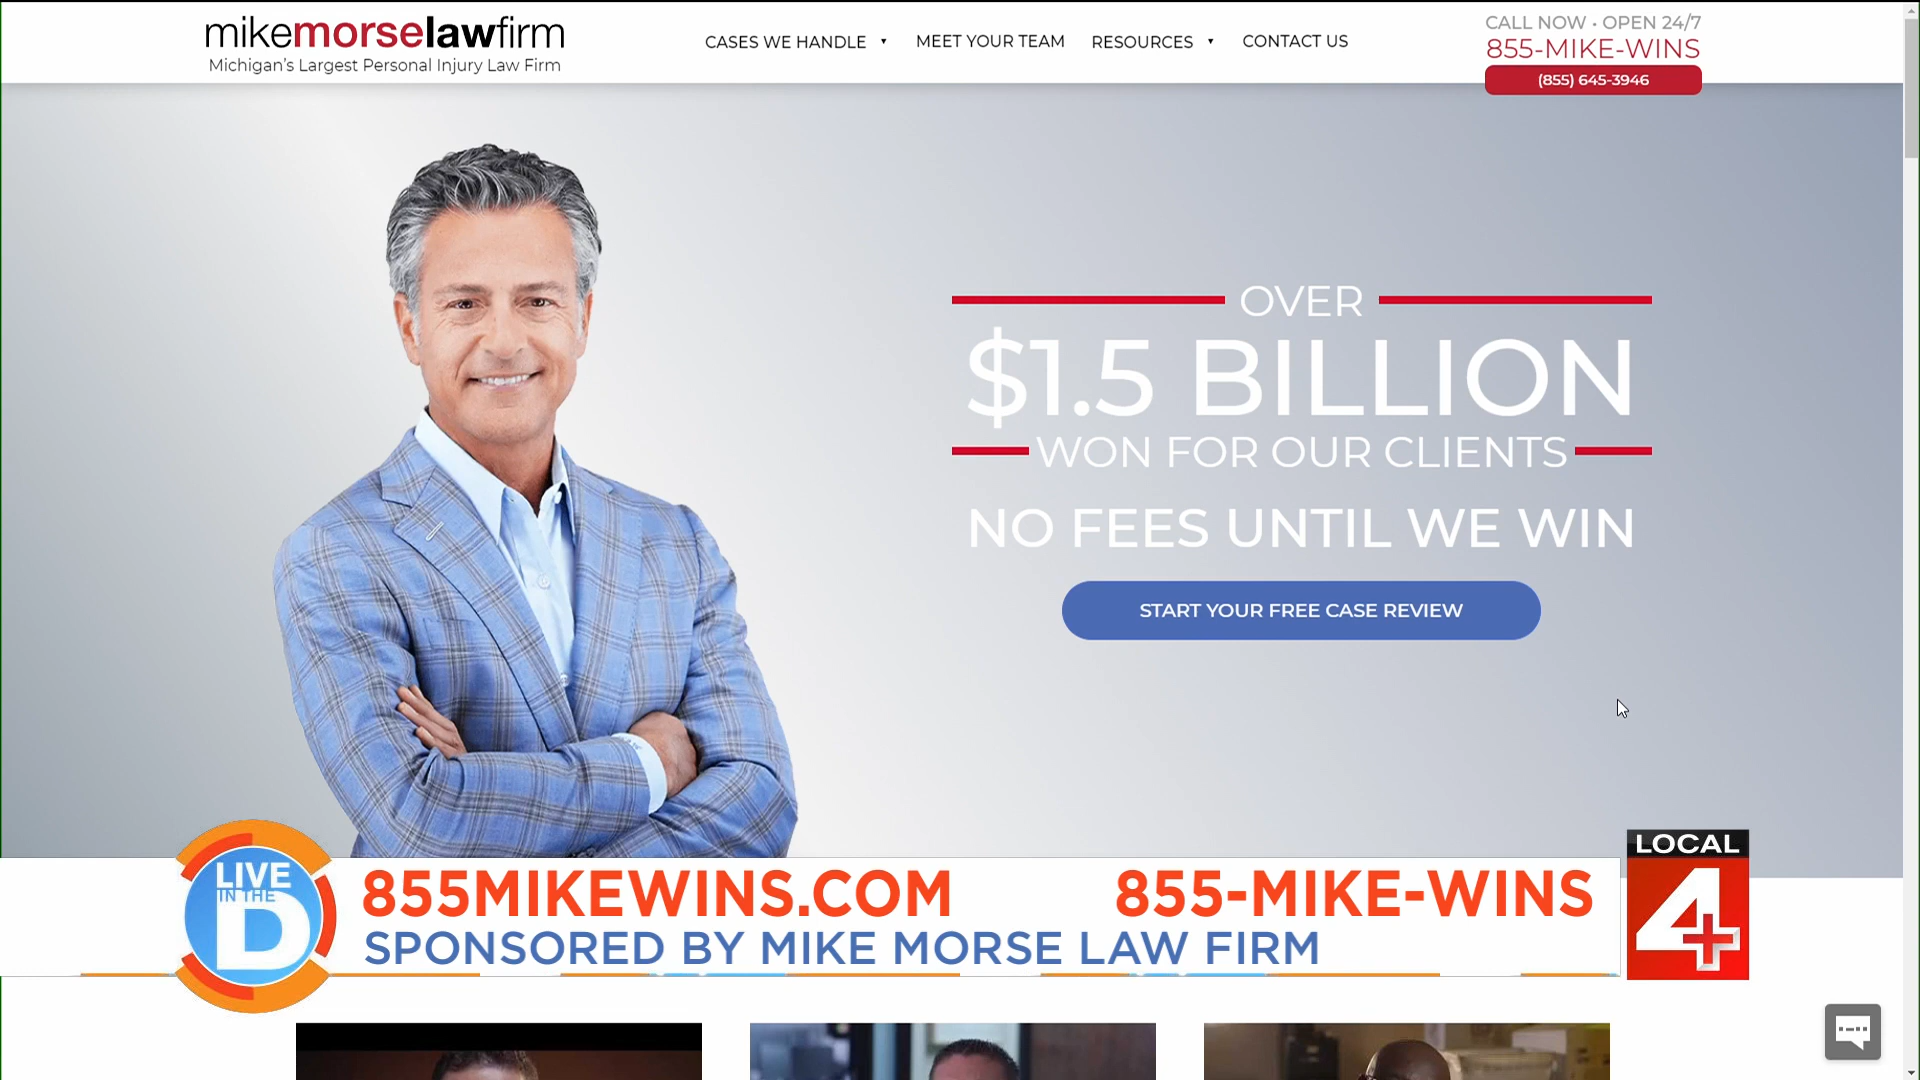 mikemorselawfirm
Michigan's Largest Personal Injury Law Firm
CASES WE HANDLE ▼ MEET YOUR TEAM RESOURCES ▼ CONTACT US
CALL NOW • OPEN 24/7
855-MIKE-WINS
(855) 645-3946
OVER
$1.5 BILLION
WON FOR OUR CLIENTS
NO FEES UNTIL WE WIN
START YOUR FREE CASE REVIEW
LIVE
IN THE
D
855MIKEWINS.COM 855-MIKE-WINS
SPONSORED BY MIKE MORSE LAW FIRM
LOCAL
4+